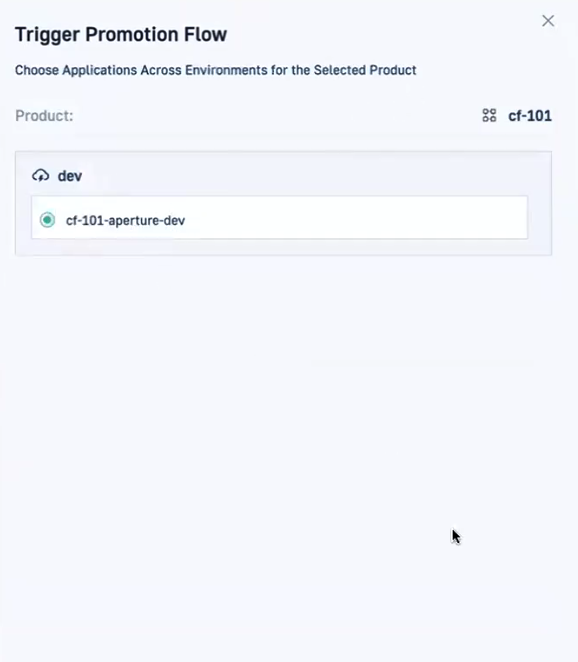 Trigger Promotion Flow
Choose Applications Across Environments for the Selected Product
Product: cf-101
dev
cf-101-aperture-dev